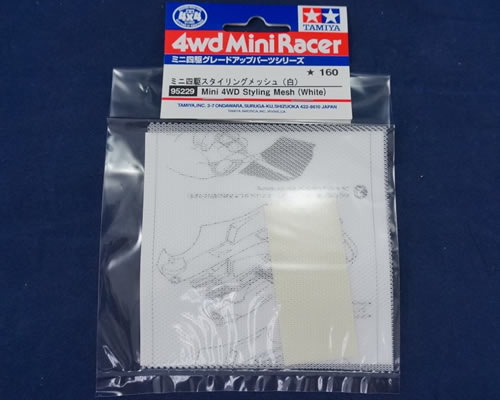 4X4
TAMIYA
4wd Mini Racer
ミニ四駆グレードアップパーツシリーズ
★ 160
ミニ四駆スタイリングメッシュ（白）
95229 Mini 4WD Styling Mesh (White)
TAMIYA, INC. 3-7 ONDAWARA, SURUGA-KU, SHIZUOKA 422-8610 JAPAN